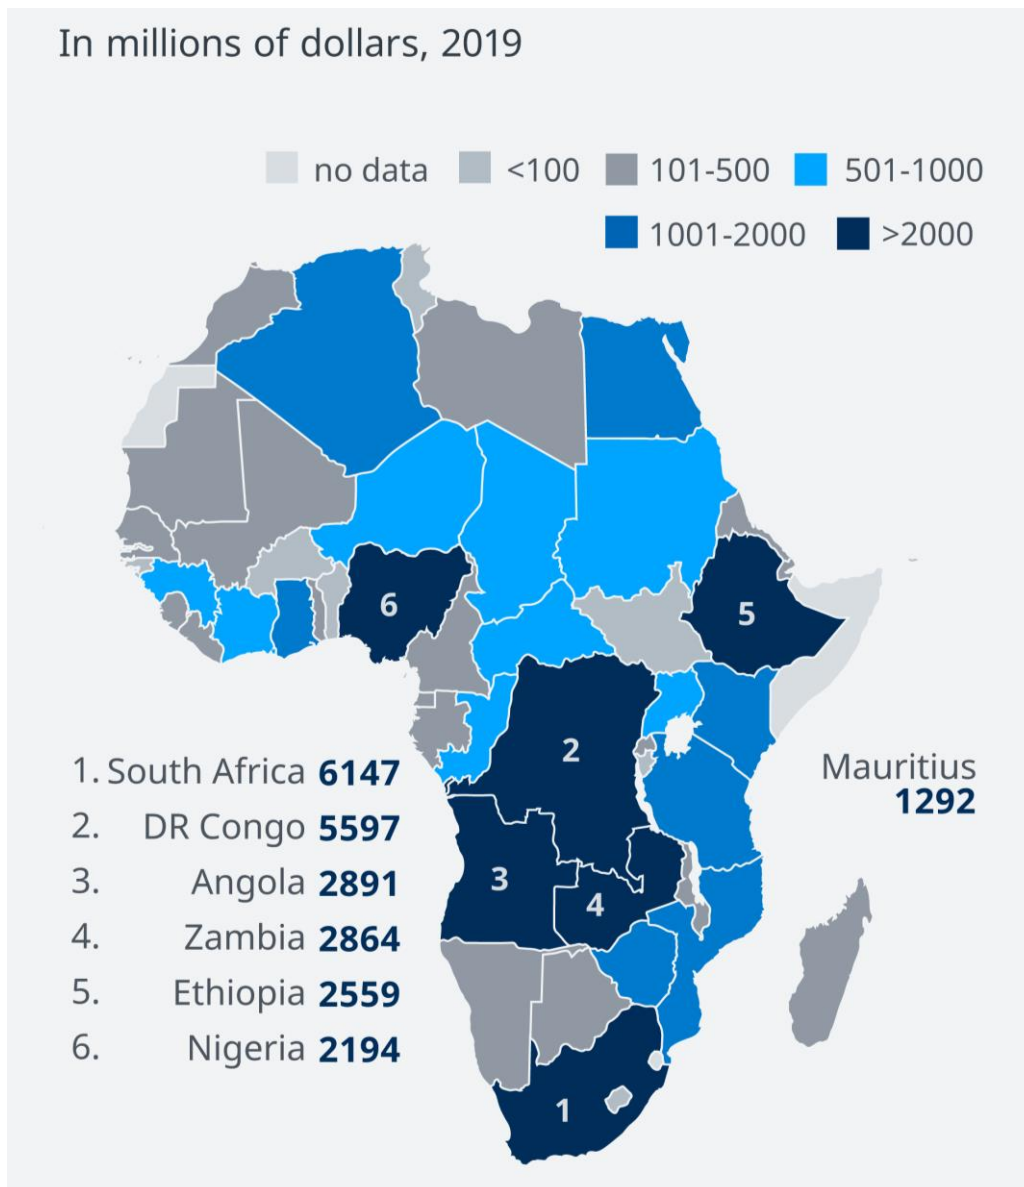 In millions of dollars, 2019
no data
<100
101-500
501-1000
1001-2000
>2000
6
5
2
1. South Africa 6147
2. DR Congo 5597
3. Angola 2891
4. Zambia 2864
5. Ethiopia 2559
6. Nigeria 2194
Mauritius
1292
3
4
1